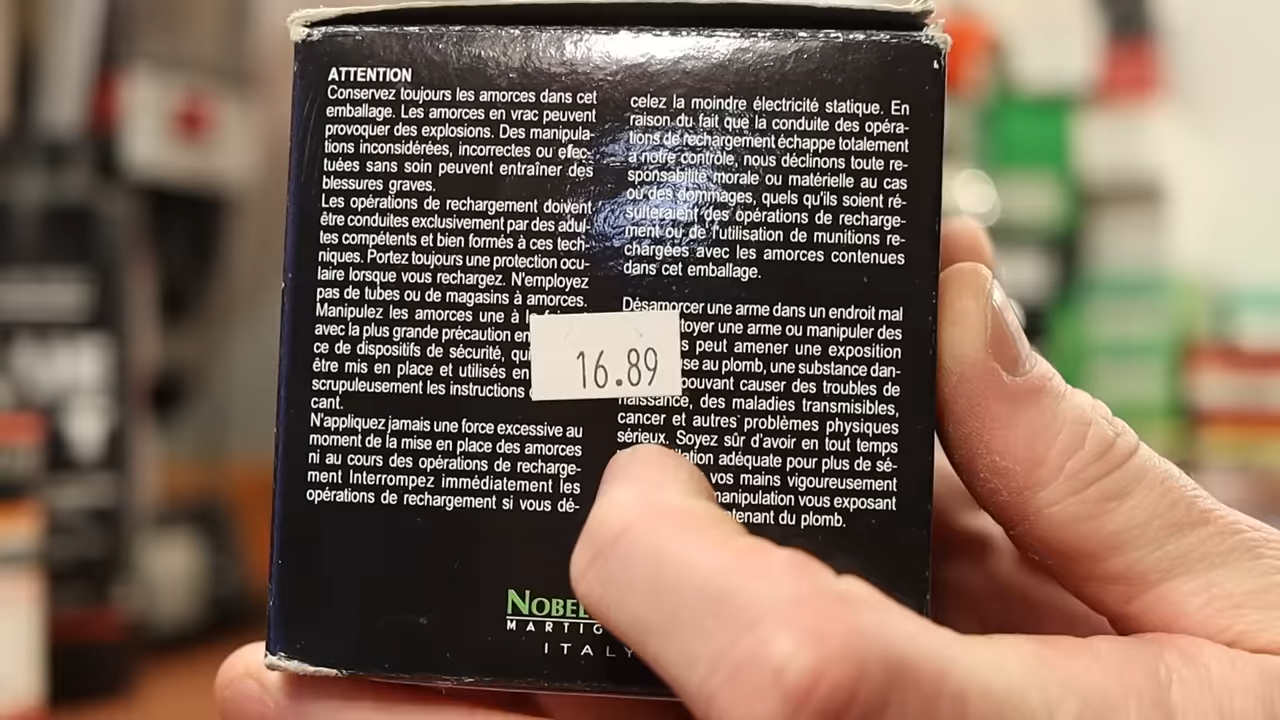 ATTENTION
Conservez toujours les amorces dans cet
emballage. Les amorces en vrac peuvent
provoquer des explosions. Des manipula-
tions inconsidérées, incorrectes ou efec-
tuées sans soin peuvent entraîner des
blessures graves.
Les opérations de rechargement doivent
être conduites exclusivement par des adul-
tes compétents et bien formés à ces tech-
niques. Portez toujours une protection ocu-
laire lorsque vous rechargez. N'employez
pas de tubes ou de magasins à amorces.
Manipulez les amorces une à
avec la plus grande précaution en
ce de dispositifs de sécurité, qui
être mis en place et utilisés en
scrupuleusement les instructions
cant.
N'appliquez jamais une force excessive au
moment de la mise en place des amorces
ni au cours des opérations de recharge-
ment Interrompez immédiatement les
opérations de rechargement si vous dé-
celez la moindre électricité statique. En
raison du fait que la conduite des opéra-
tions de rechargement échappe totalement
à notre contrôle, nous déclinons toute re-
sponsabilité morale ou matérielle au cas
où des dommages, quels qu'ils soient ré-
sulteraient des opérations de recharge-
ment ou de l'utilisation de munitions re-
chargées avec les amorces contenues
dans cet emballage.
Désamorcer une arme dans un endroit mal
toyer une arme ou manipuler des
s peut amener une exposition
se au plomb, une substance dan-
pouvant causer des troubles de
naissance, des maladies transmisibles,
cancer et autres problèmes physiques
sérieux. Soyez sûr d'avoir en tout temps
lation adéquate pour plus de sé-
vos mains vigoureusement
manipulation vous exposant
tenant du plomb.
16.89
NOBEL
MARTIG
ITALY